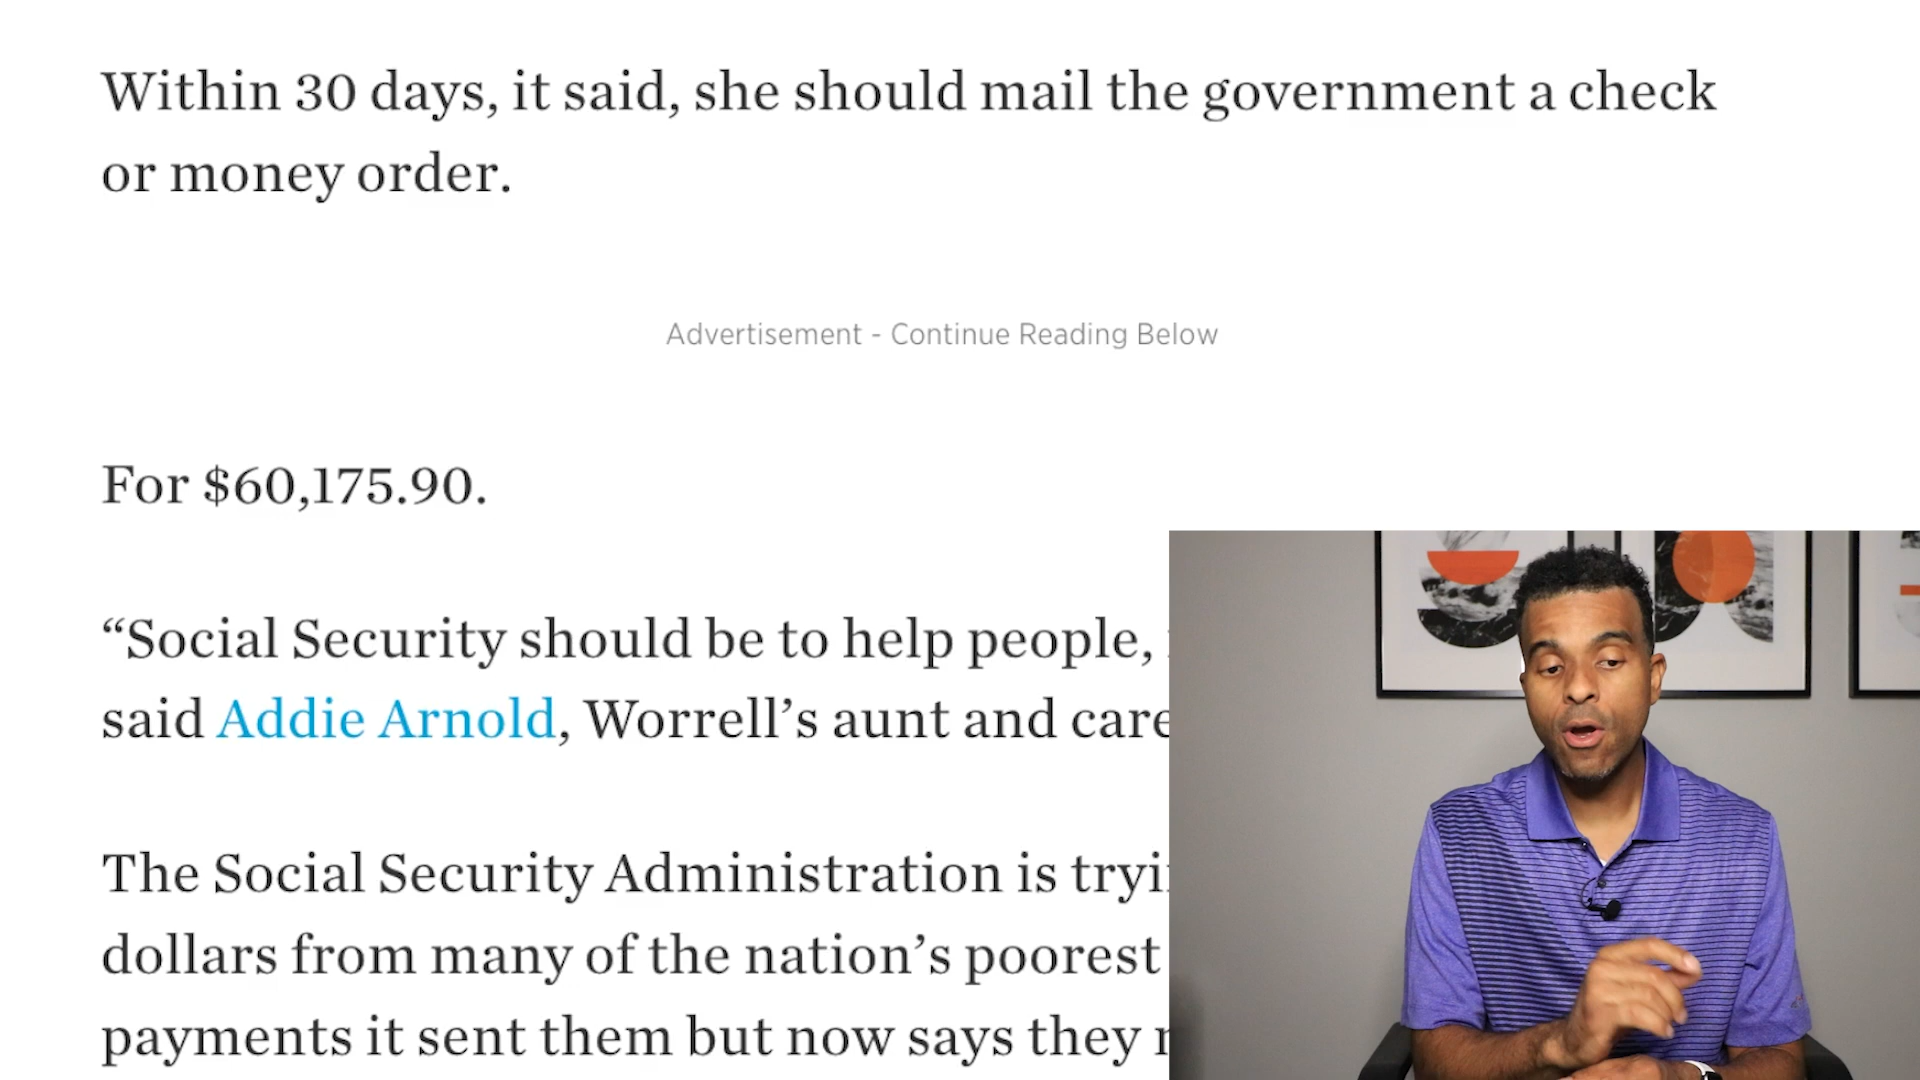 Within 30 days, it said, she should mail the government a check
or money order.
Advertisement - Continue Reading Below
For $60,175.90.
“Social Security should be to help people,
said Addie Arnold, Worrell’s aunt and
The Social Security Administration is
dollars from many of the nation’s poorest
payments it sent them but now says they